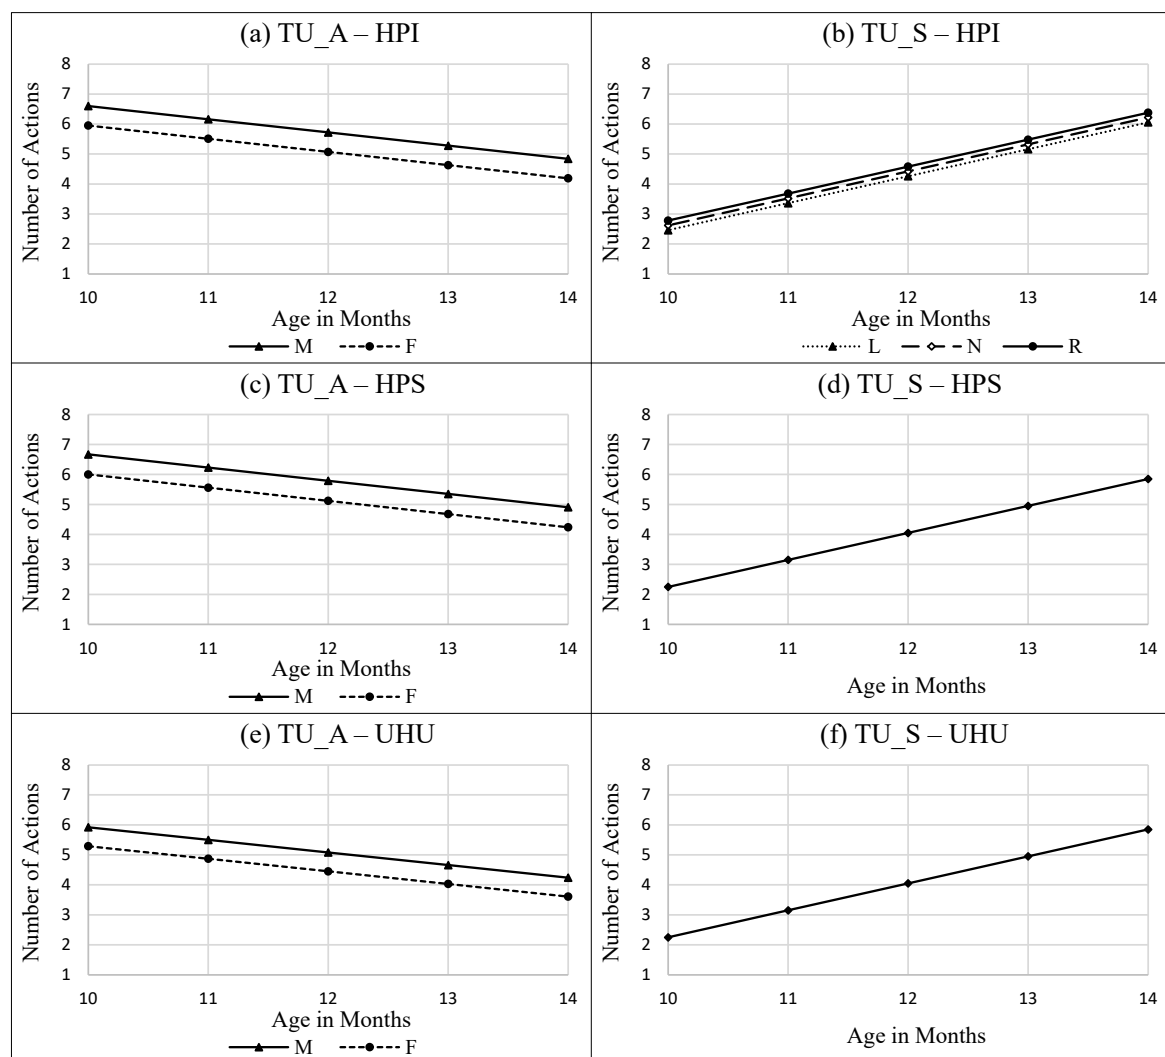 (a) TU_A – HPI
Number of Actions
8
7
6
5
4
3
2
1
10 11 12 13 14
Age in Months
M F
(b) TU_S – HPI
Number of Actions
8
7
6
5
4
3
2
1
10 11 12 13 14
Age in Months
L N R
(c) TU_A – HPS
Number of Actions
8
7
6
5
4
3
2
1
10 11 12 13 14
Age in Months
M F
(d) TU_S – HPS
Number of Actions
8
7
6
5
4
3
2
1
10 11 12 13 14
Age in Months
(e) TU_A – UHU
Number of Actions
8
7
6
5
4
3
2
1
10 11 12 13 14
Age in Months
M F
(f) TU_S – UHU
Number of Actions
8
7
6
5
4
3
2
1
10 11 12 13 14
Age in Months